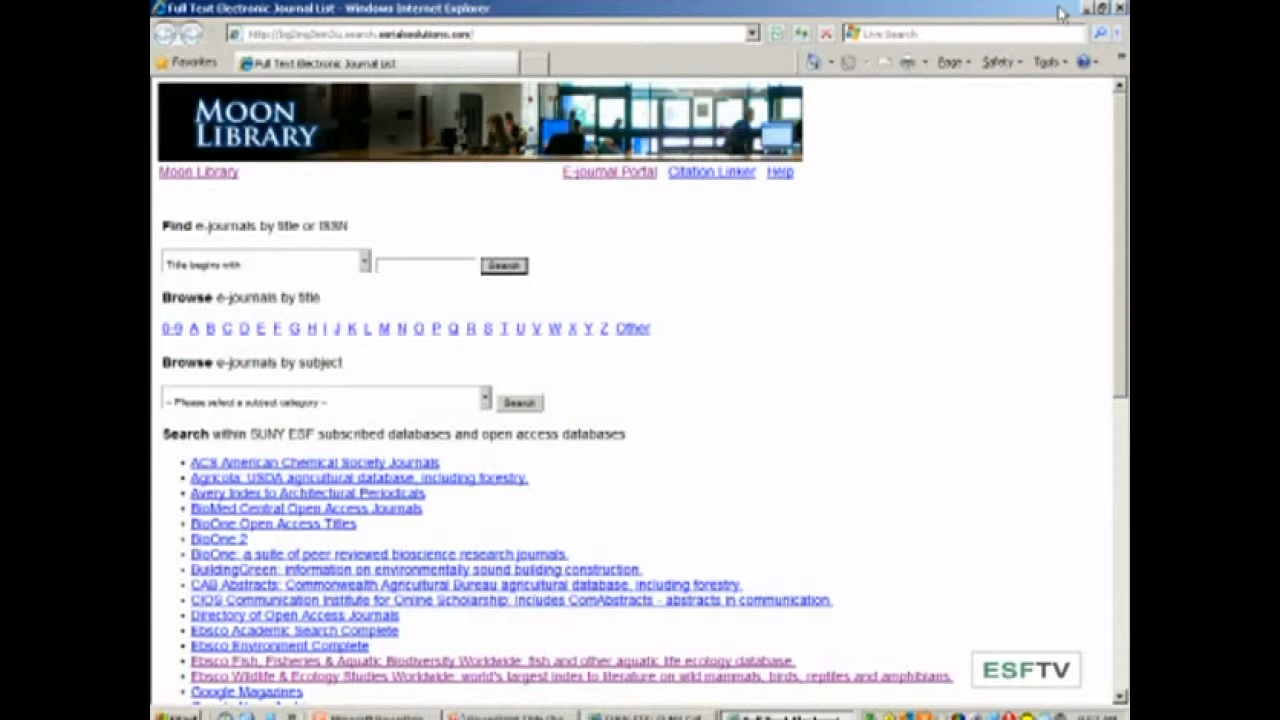 Full Text Electronic Journal List - Windows Internet Explorer
.search.serialssolutions.com/
Live Search
Favorites
Full Text Electronic Journal List
Page
Safety
Tools
MOON
LIBRARY
Moon Library
E-journal Portal Citation Linker Help
Find e-journals by title or ISSN
Title begins with
Search
Browse e-journals by title
0-9 A B C D E F G H I J K L M N O P Q R S T U V W X Y Z Other
Browse e-journals by subject
-- Please select a subject category --
Search
Search within SUNY ESF subscribed databases and open access databases
ACS American Chemical Society Journals
Agricola, USDA agricultural database, including forestry.
Avery Index to Architectural Periodicals
BioMed Central Open Access Journals
BioOne Open Access Titles
BioOne 2
BioOne: a suite of peer reviewed bioscience research journals.
BuildingGreen: information on environmentally sound building construction.
CAB Abstracts: Commonwealth Agricultural Bureau agricultural database, including forestry.
CIOS Communication Institute for Online Scholarship: includes ComAbstracts - abstracts in communication.
Directory of Open Access Journals
Ebsco Academic Search Complete
Ebsco Environment Complete
Ebsco Fish, Fisheries & Aquatic Biodiversity Worldwide, fish and other aquatic life ecology database.
Ebsco Wildlife & Ecology Studies Worldwide: world's largest index to literature on wild mammals, birds, reptiles and amphibians.
Google Magazines
ESFTV